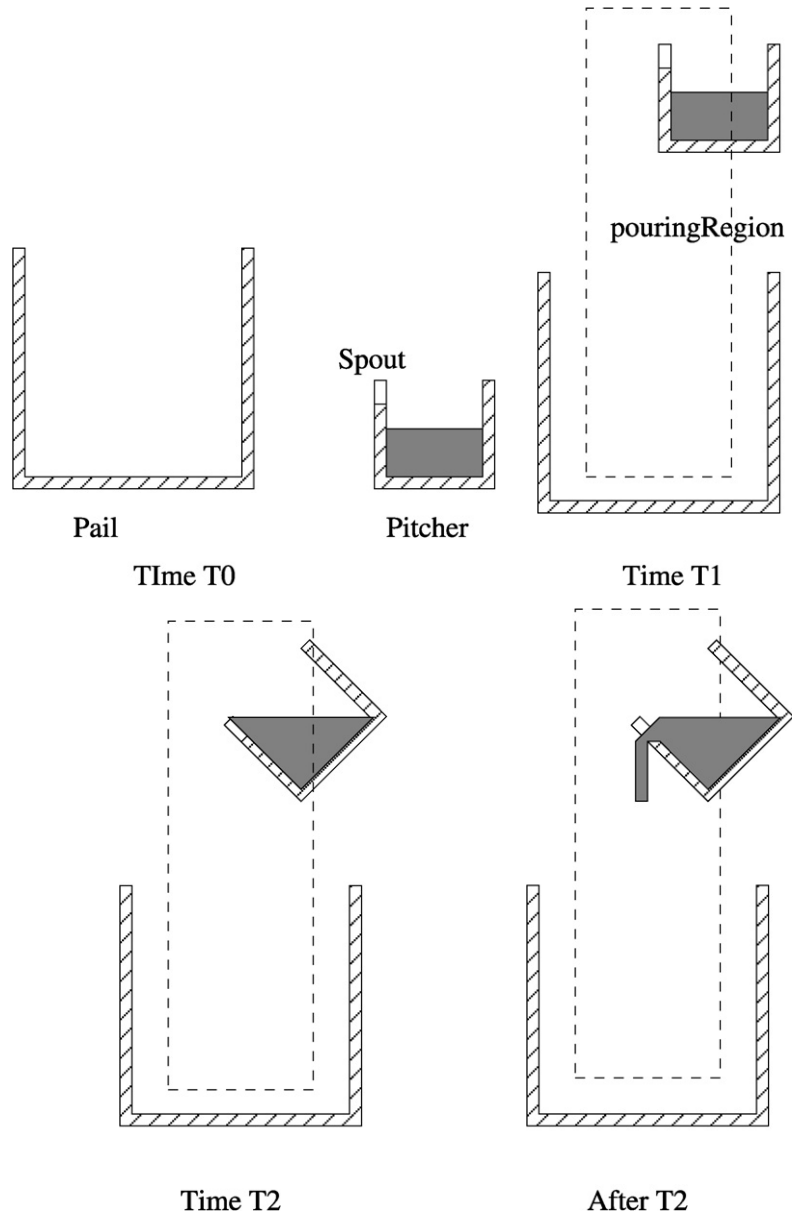 pouringRegion
Spout
Pail
Pitcher
TIme T0
Time T1
Time T2
After T2